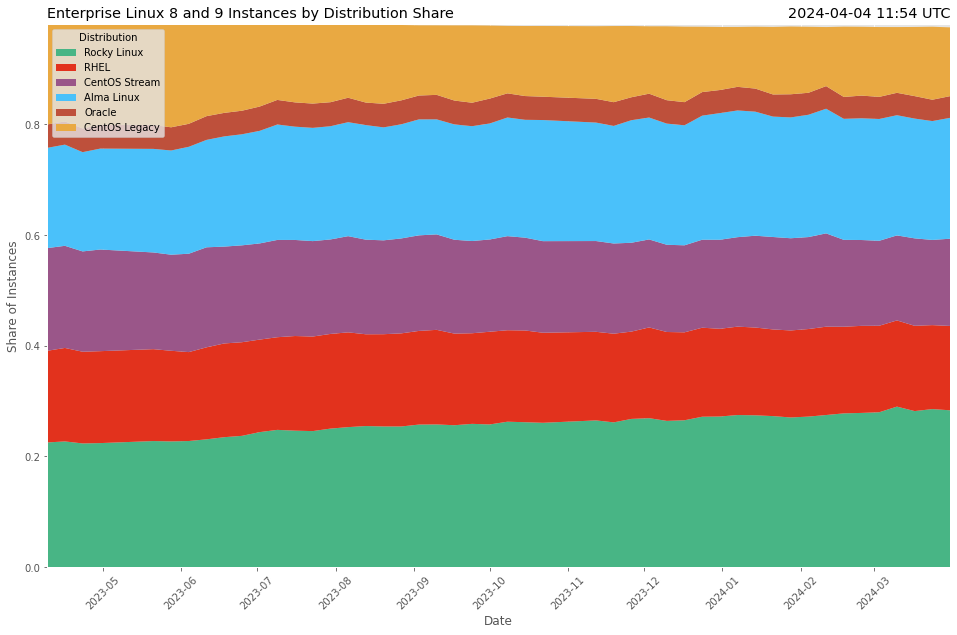 Enterprise Linux 8 and 9 Instances by Distribution Share
2024-04-04 11:54 UTC
Distribution
Rocky Linux
RHEL
CentOS Stream
Alma Linux
Oracle
CentOS Legacy
Share of Instances
0.8
0.6
0.4
0.2
0.0
2023-05
2023-06
2023-07
2023-08
2023-09
2023-10
2023-11
2023-12
2024-01
2024-02
2024-03
Date